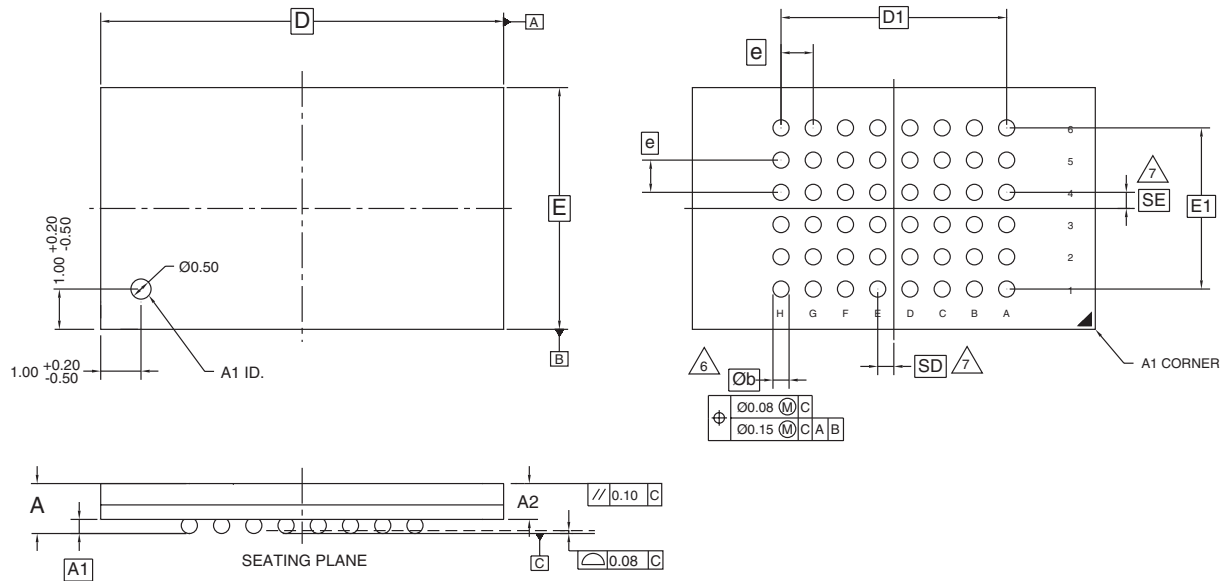 D
A
E
B
1.00 +0.20 -0.50
Ø0.50
1.00 +0.20 -0.50
A1 ID.
D1
e
e
6
5
4
3
2
1
7
SE
E1
H G F E D C B A
6
Øb
SD
7
A1 CORNER
Ø0.08 M C
Ø0.15 M C A B
A
A1
A2
// 0.10 C
SEATING PLANE
C
0.08 C